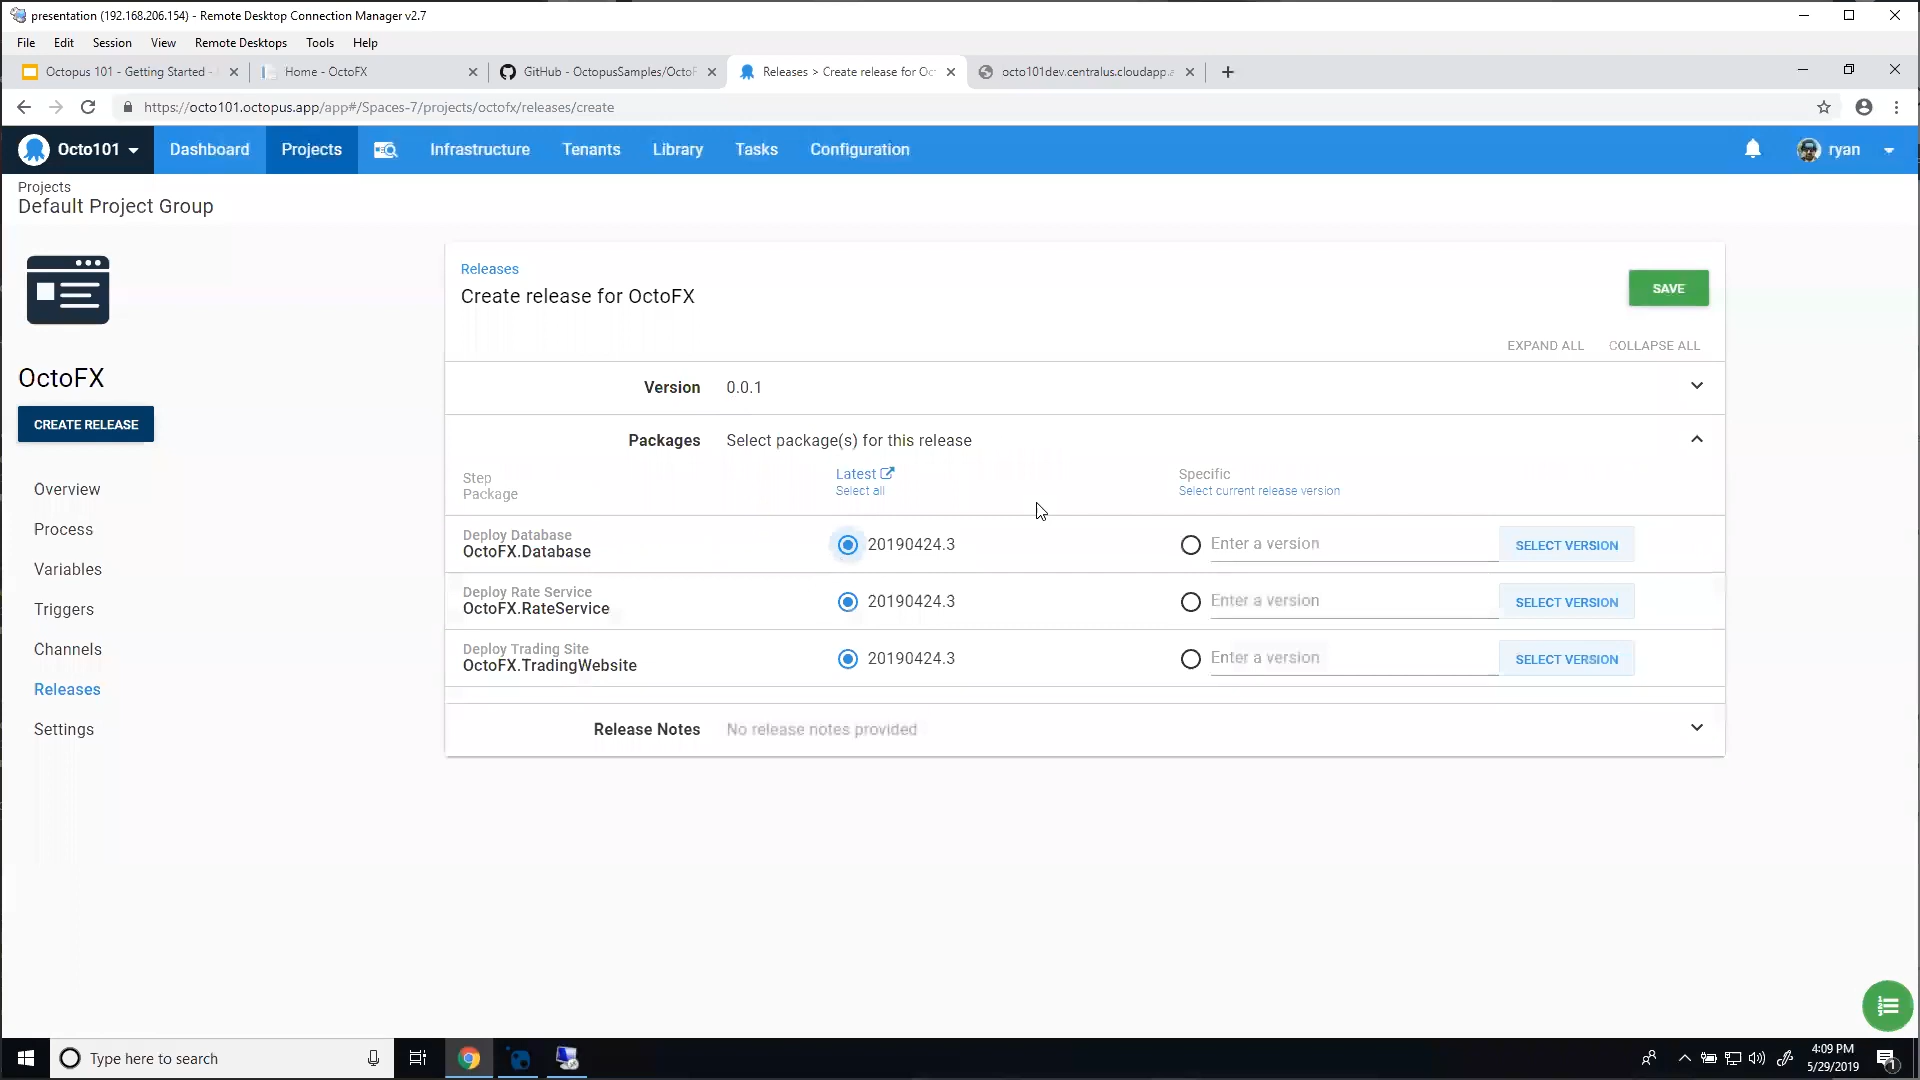 presentation (192.168.206.154) - Remote Desktop Connection Manager v2.7
File Edit Session View Remote Desktops Tools Help
Octopus 101 - Getting Started -
Home - OctoFX
GitHub - OctopusSamples/OctoF
Releases > Create release for Oc
octo101dev.centralus.cloudapp.a
https://octo101.octopus.app/app#/Spaces-7/projects/octofx/releases/create
Octo101 Dashboard Projects Infrastructure Tenants Library Tasks Configuration ryan
Projects
Default Project Group
OctoFX
CREATE RELEASE
Overview
Process
Variables
Triggers
Channels
Releases
Settings
Releases
Create release for OctoFX
SAVE
EXPAND ALL COLLAPSE ALL
Version 0.0.1
Packages Select package(s) for this release
Step
Package
Latest
Select all
Specific
Select current release version
Deploy Database
OctoFX.Database
20190424.3 Enter a version SELECT VERSION
Deploy Rate Service
OctoFX.RateService
20190424.3 Enter a version SELECT VERSION
Deploy Trading Site
OctoFX.TradingWebsite
20190424.3 Enter a version SELECT VERSION
Release Notes No release notes provided
Type here to search
4:09 PM
5/29/2019
1